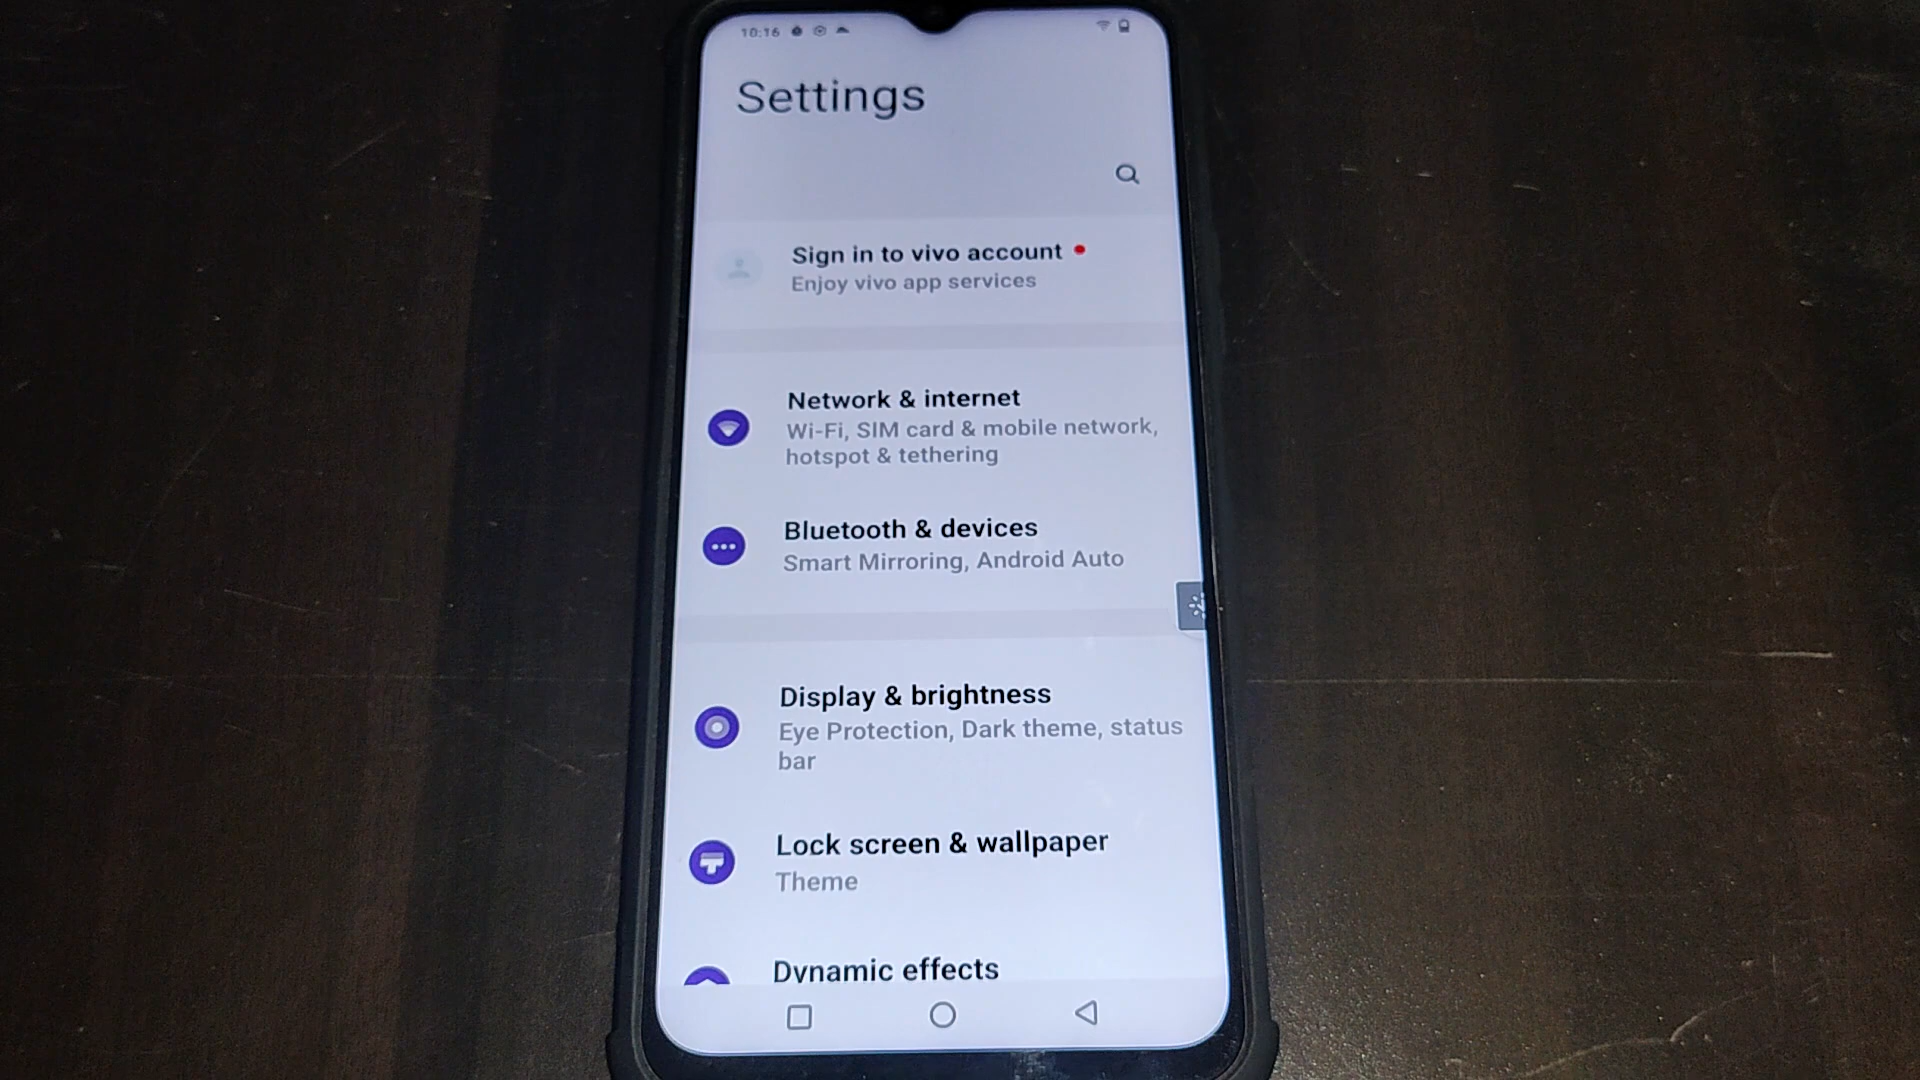 10:16
Settings
Sign in to vivo account
Enjoy vivo app services
Network & internet
Wi-Fi, SIM card & mobile network,
hotspot & tethering
Bluetooth & devices
Smart Mirroring, Android Auto
Display & brightness
Eye Protection, Dark theme, status
bar
Lock screen & wallpaper
Theme
Dynamic effects